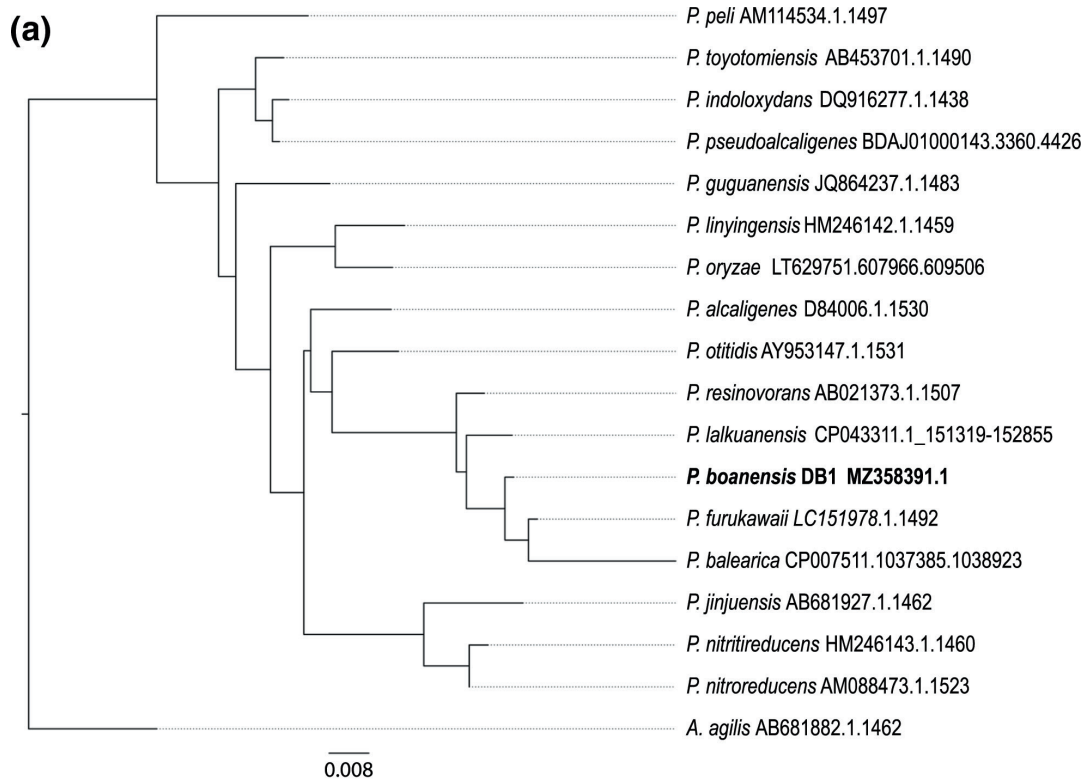 (a)
P. peli AM114534.1.1497
P. toyotomiensis AB453701.1.1490
P. indoloxydans DQ916277.1.1438
P. pseudoalcaligenes BDAJ01000143.3360.4426
P. guguanensis JQ864237.1.1483
P. linyingensis HM246142.1.1459
P. oryzae LT629751.607966.609506
P. alcaligenes D84006.1.1530
P. otitidis AY953147.1.1531
P. resinovorans AB021373.1.1507
P. lalkuanensis CP043311.1_151319-152855
P. boanensis DB1 MZ358391.1
P. furukawaii LC151978.1.1492
P. balearica CP007511.1037385.1038923
P. jinjuensis AB681927.1.1462
P. nitritireducens HM246143.1.1460
P. nitroreducens AM088473.1.1523
A. agilis AB681882.1.1462
0.008